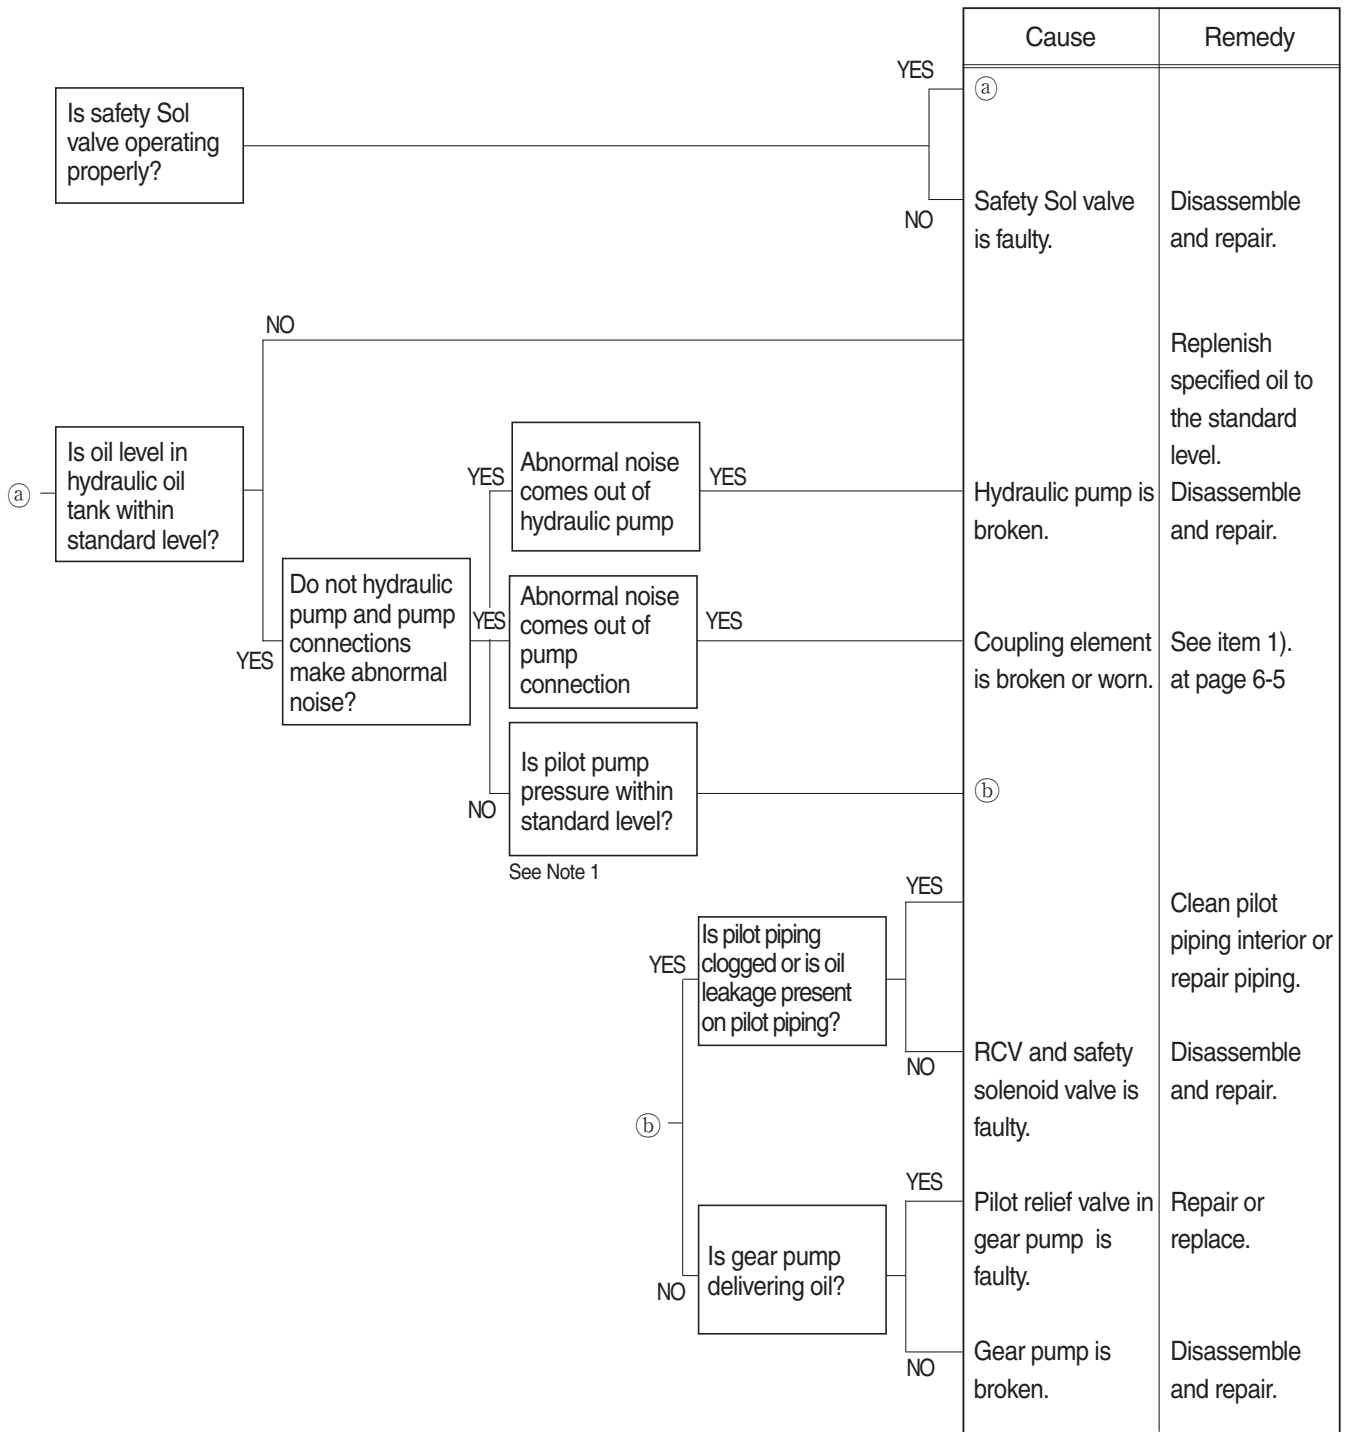 Cause
Remedy
Is safety Sol
valve operating
properly?
YES
ⓐ
NO
Safety Sol valve
is faulty.
Disassemble
and repair.
ⓐ
Is oil level in
hydraulic oil
tank within
standard level?
NO
Replenish
specified oil to
the standard
level.
YES
Do not hydraulic
pump and pump
connections
make abnormal
noise?
YES
Abnormal noise
comes out of
hydraulic pump
YES
Hydraulic pump is
broken.
Disassemble
and repair.
YES
Abnormal noise
comes out of
pump
connection
YES
Coupling element
is broken or worn.
See item 1).
at page 6-5
NO
Is pilot pump
pressure within
standard level?
ⓑ
See Note 1
ⓑ
YES
Is pilot piping
clogged or is oil
leakage present
on pilot piping?
YES
Clean pilot
piping interior or
repair piping.
NO
RCV and safety
solenoid valve is
faulty.
Disassemble
and repair.
NO
Is gear pump
delivering oil?
YES
Pilot relief valve in
gear pump is
faulty.
Repair or
replace.
NO
Gear pump is
broken.
Disassemble
and repair.